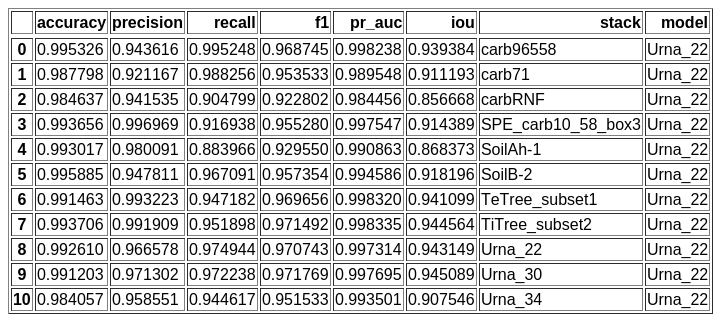 accuracy precision recall f1 pr_auc iou stack model
0 0.995326 0.943616 0.995248 0.968745 0.998238 0.939384 carb96558 Urna_22
1 0.987798 0.921167 0.988256 0.953533 0.989548 0.911193 carb71 Urna_22
2 0.984637 0.941535 0.904799 0.922802 0.984456 0.856668 carbRNF Urna_22
3 0.993656 0.996969 0.916938 0.955280 0.997547 0.914389 SPE_carb10_58_box3 Urna_22
4 0.993017 0.980091 0.883966 0.929550 0.990863 0.868373 SoilAh-1 Urna_22
5 0.995885 0.947811 0.967091 0.957354 0.994586 0.918196 SoilB-2 Urna_22
6 0.991463 0.993223 0.947182 0.969656 0.998320 0.941099 TeTree_subset1 Urna_22
7 0.993706 0.991909 0.951898 0.971492 0.998335 0.944564 TiTree_subset2 Urna_22
8 0.992610 0.966578 0.974944 0.970743 0.997314 0.943149 Urna_22 Urna_22
9 0.991203 0.971302 0.972238 0.971769 0.997695 0.945089 Urna_30 Urna_22
10 0.984057 0.958551 0.944617 0.951533 0.993501 0.907546 Urna_34 Urna_22